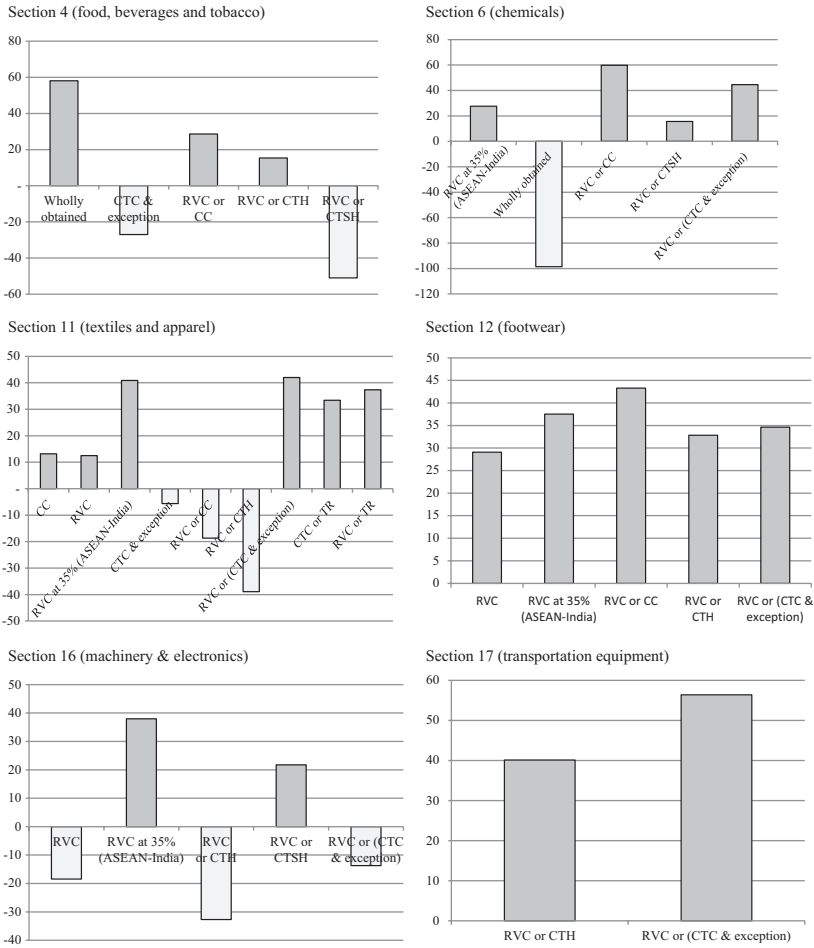 Section 4 (food, beverages and tobacco)
80
60
40
20
-
-20
-40
-60
Wholly
obtained
CTC &
exception
RVC or
CC
RVC or CTH
RVC or
CTSH
Section 6 (chemicals)
80
60
40
20
0
-20
-40
-60
-80
-100
-120
RVC at 35%
(ASEAN-India)
Wholly obtained
RVC or CC
RVC or CTSH
RVC or (CTC & exception)
Section 11 (textiles and apparel)
50
40
30
20
10
-
-10
-20
-30
-40
-50
CC
RVC
RVC at 35% (ASEAN-India)
CTC & exception
RVC or CC
RVC or CTH
RVC or (CTC & exception)
CTC or TR
RVC or TR
Section 12 (footwear)
50
45
40
35
30
25
20
15
10
5
0
RVC
RVC at 35%
(ASEAN-India)
RVC or CC
RVC or
CTH
RVC or (CTC &
exception)
Section 16 (machinery & electronics)
50
40
30
20
10
0
-10
-20
-30
-40
RVC
RVC at 35%
(ASEAN-India)
RVC
or CTH
RVC or
CTSH
RVC or (CTC
& exception)
Section 17 (transportation equipment)
60
50
40
30
20
10
0
RVC or CTH
RVC or (CTC & exception)